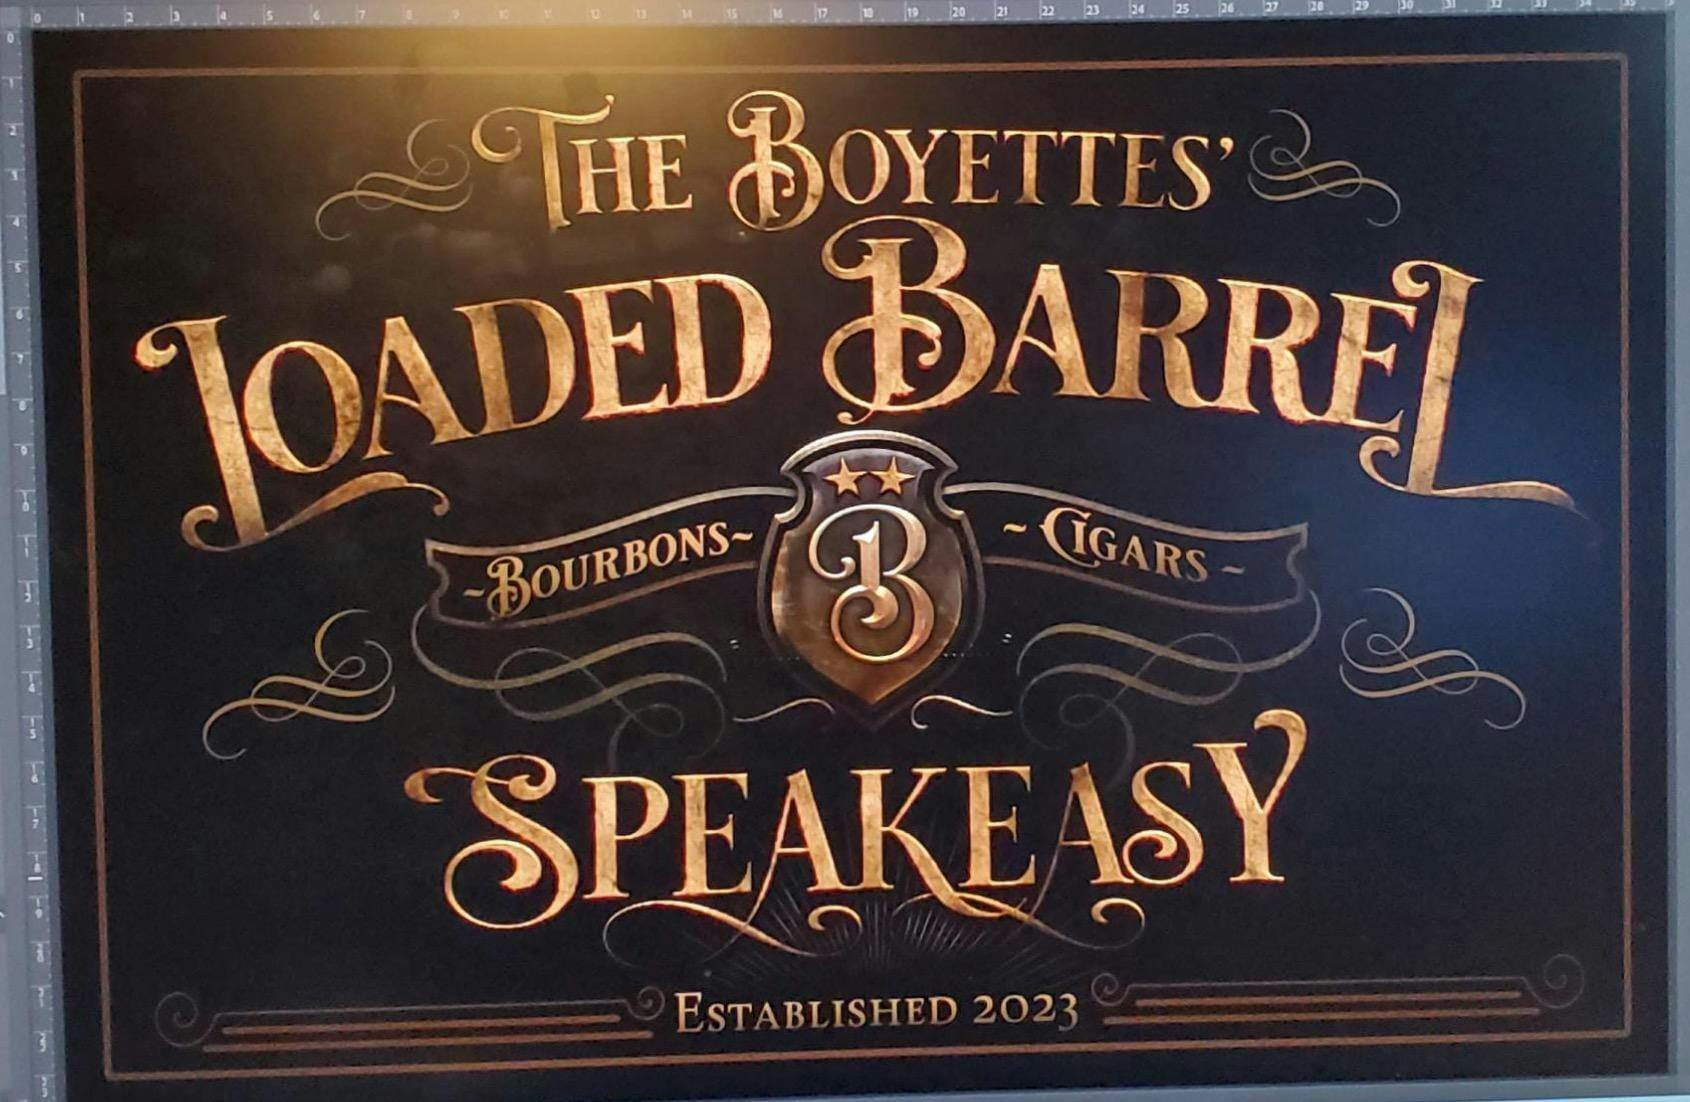 THE BOYETTES'
LOADED BARREL
~BOURBONS~
B
~ CIGARS ~
SPEAKEASY
ESTABLISHED 2023